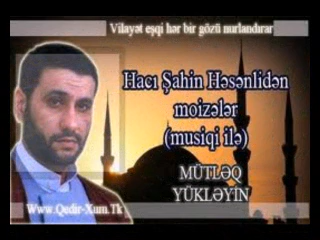 Vilayət eşqi hər bir gözü nurlandırar
Hacı Şahin Həsənlidən
moizələr
(musiqi ilə)
MÜTLƏQ
YÜKLƏYİN
Www.Qedir-Xum.Tk